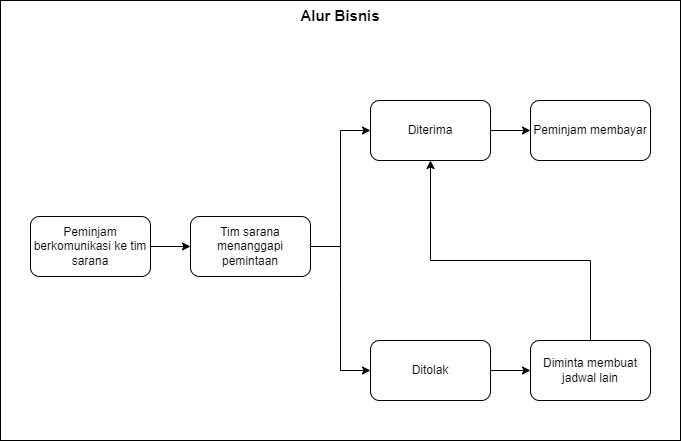 Alur Bisnis
Diterima
Peminjam membayar
Peminjam
berkomunikasi ke tim
sarana
Tim sarana
menanggapi
pemintaan
Ditolak
Diminta membuat
jadwal lain